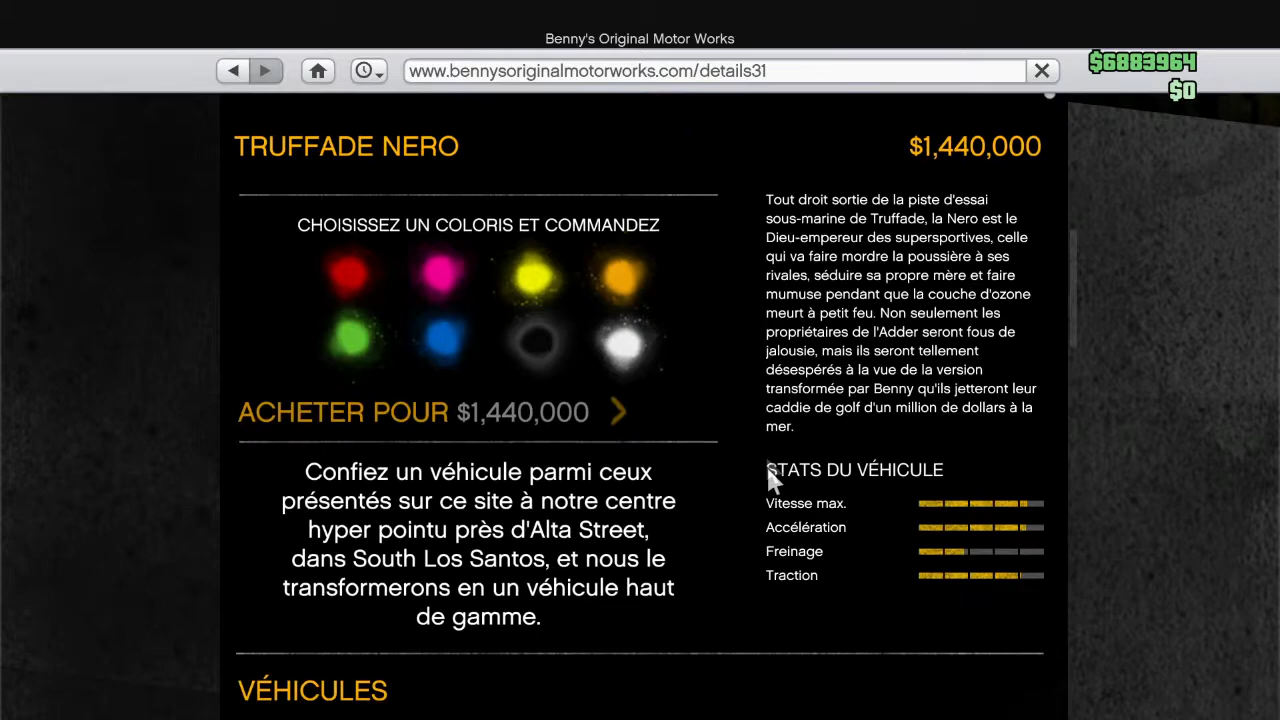 Benny's Original Motor Works
www.bennysoriginalmotorworks.com/details31
$6883964
$0
TRUFFADE NERO
$1,440,000
CHOISISSEZ UN COLORIS ET COMMANDEZ
ACHETER POUR $1,440,000
Confiez un véhicule parmi ceux
présentés sur ce site à notre centre
hyper pointu près d'Alta Street,
dans South Los Santos, et nous le
transformerons en un véhicule haut
de gamme.
Tout droit sortie de la piste d'essai
sous-marine de Truffade, la Nero est le
Dieu-empereur des supersportives, celle
qui va faire mordre la poussière à ses
rivales, séduire sa propre mère et faire
mumuse pendant que la couche d'ozone
meurt à petit feu. Non seulement les
propriétaires de l'Adder seront fous de
jalousie, mais ils seront tellement
désespérés à la vue de la version
transformée par Benny qu'ils jetteront leur
caddie de golf d'un million de dollars à la
mer.
STATS DU VÉHICULE
Vitesse max.
Accélération
Freinage
Traction
VÉHICULES